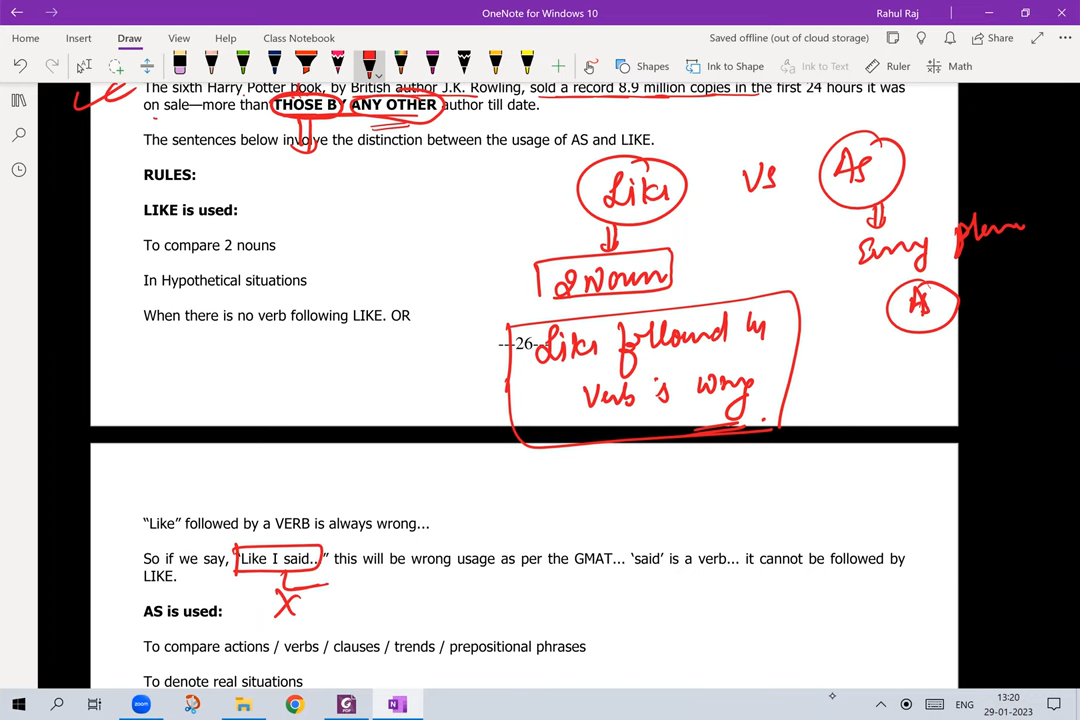 OneNote for Windows 10
Rahul Raj
Home Insert Draw View Help Class Notebook
Saved offline (out of cloud storage)
Share
Shapes
Ink to Shape
Ink to Text
Ruler
Math
The sixth Harry Potter book, by British author J.K. Rowling, sold a record 8.9 million copies in the first 24 hours it was
on sale—more than THOSE BY ANY OTHER author till date.
The sentences below involve the distinction between the usage of AS and LIKE.
RULES:
Like vs As
LIKE is used:
To compare 2 nouns
2 Noun
In Hypothetical situations
As
When there is no verb following LIKE. OR
---26---
Like followed by
Verb is wrong.
“Like” followed by a VERB is always wrong...
So if we say, “Like I said..” this will be wrong usage as per the GMAT... ‘said’ is a verb... it cannot be followed by
LIKE.
X
AS is used:
To compare actions / verbs / clauses / trends / prepositional phrases
To denote real situations
zoom
PDF
N
ENG
13:20
29-01-2023